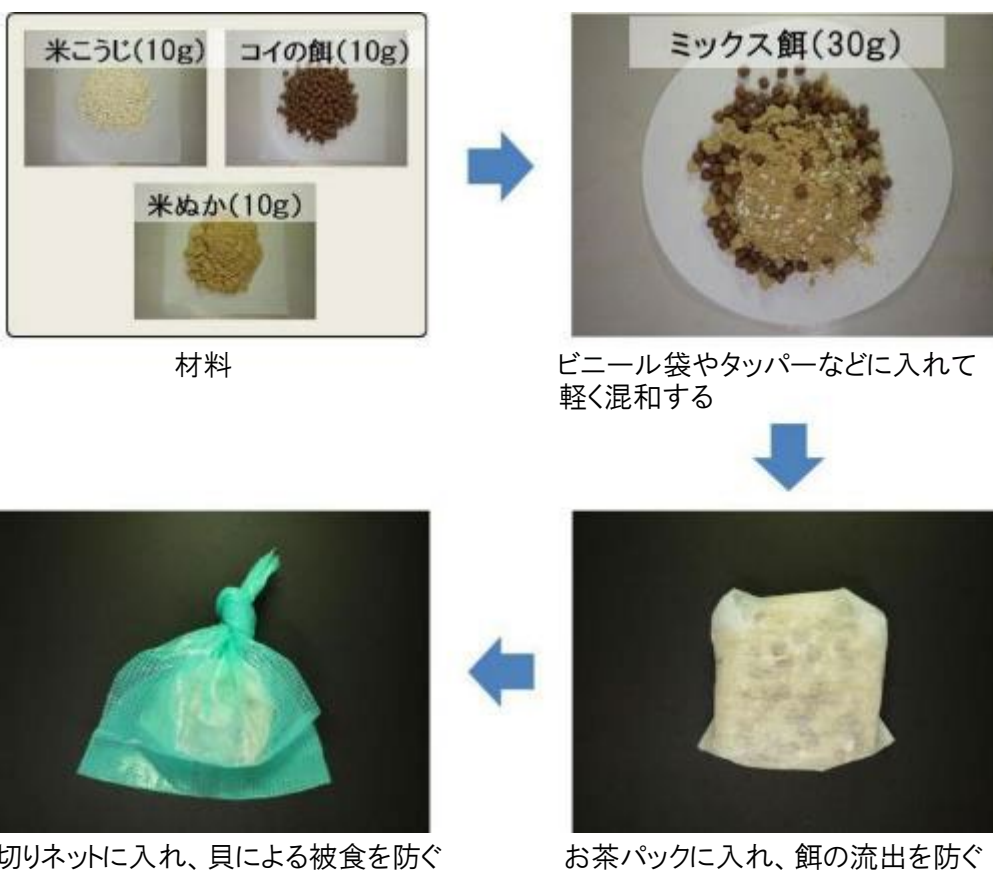 米こうじ(10g)
コイの餌(10g)
米ぬか(10g)
材料
ミックス餌(30g)
ビニール袋やタッパーなどに入れて
軽く混和する
お茶パックに入れ、餌の流出を防ぐ
切りネットに入れ、貝による被食を防ぐ